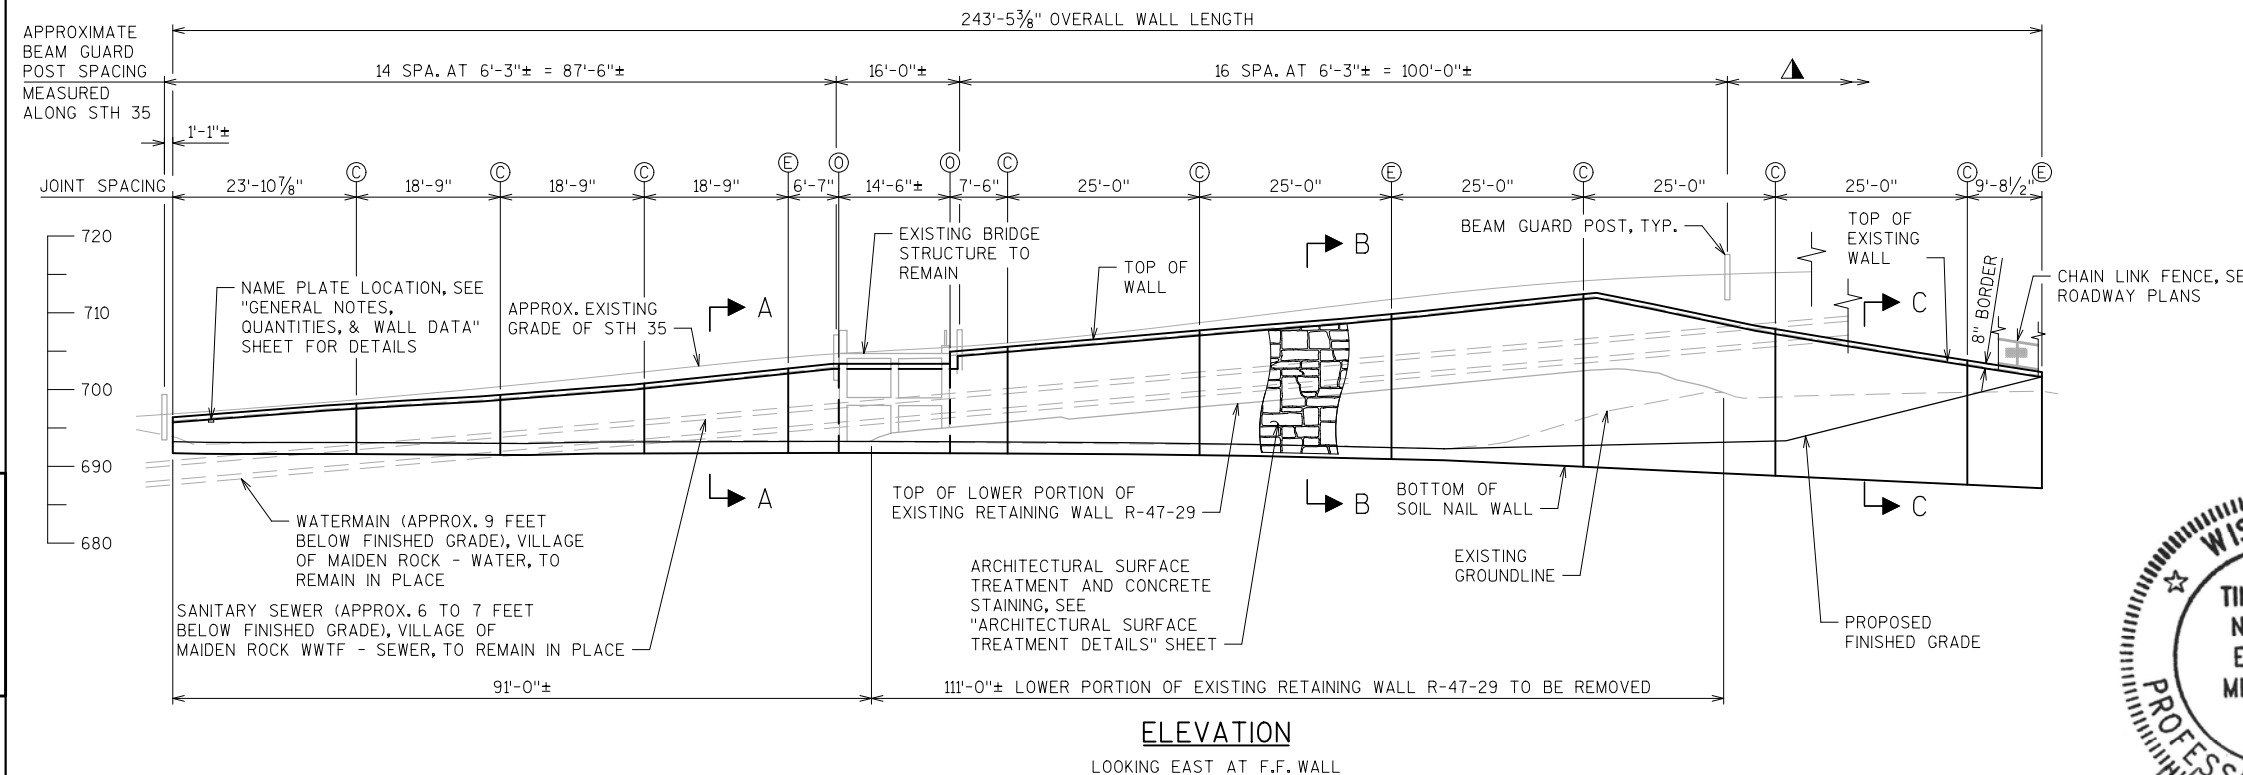 243'-5⅜" OVERALL WALL LENGTH
APPROXIMATE
BEAM GUARD
POST SPACING
MEASURED
ALONG STH 35
14 SPA. AT 6'-3"± = 87'-6"±
16'-0"±
16 SPA. AT 6'-3"± = 100'-0"±
1'-1"±
JOINT SPACING
23'-10⅞"
C
18'-9"
C
18'-9"
C
18'-9"
E
6'-7"
O
14'-6"±
O
7'-6"
C
25'-0"
C
25'-0"
E
25'-0"
C
25'-0"
C
25'-0"
C
9'-8½"
E
720
710
700
690
680
NAME PLATE LOCATION, SEE
"GENERAL NOTES,
QUANTITIES, & WALL DATA"
SHEET FOR DETAILS
APPROX. EXISTING
GRADE OF STH 35
A
EXISTING BRIDGE
STRUCTURE TO
REMAIN
TOP OF
WALL
B
BEAM GUARD POST, TYP.
TOP OF
EXISTING
WALL
C
8" BORDER
CHAIN LINK FENCE, SE
ROADWAY PLANS
WATERMAIN (APPROX. 9 FEET
BELOW FINISHED GRADE), VILLAGE
OF MAIDEN ROCK - WATER, TO
REMAIN IN PLACE
SANITARY SEWER (APPROX. 6 TO 7 FEET
BELOW FINISHED GRADE), VILLAGE OF
MAIDEN ROCK WWTF - SEWER, TO REMAIN IN PLACE
A
TOP OF LOWER PORTION OF
EXISTING RETAINING WALL R-47-29
B
BOTTOM OF
SOIL NAIL WALL
C
ARCHITECTURAL SURFACE
TREATMENT AND CONCRETE
STAINING, SEE
"ARCHITECTURAL SURFACE
TREATMENT DETAILS" SHEET
EXISTING
GROUNDLINE
PROPOSED
FINISHED GRADE
91'-0"±
111'-0"± LOWER PORTION OF EXISTING RETAINING WALL R-47-29 TO BE REMOVED
ELEVATION
LOOKING EAST AT F.F. WALL
WIS
TI
N
E
M
PROFESS